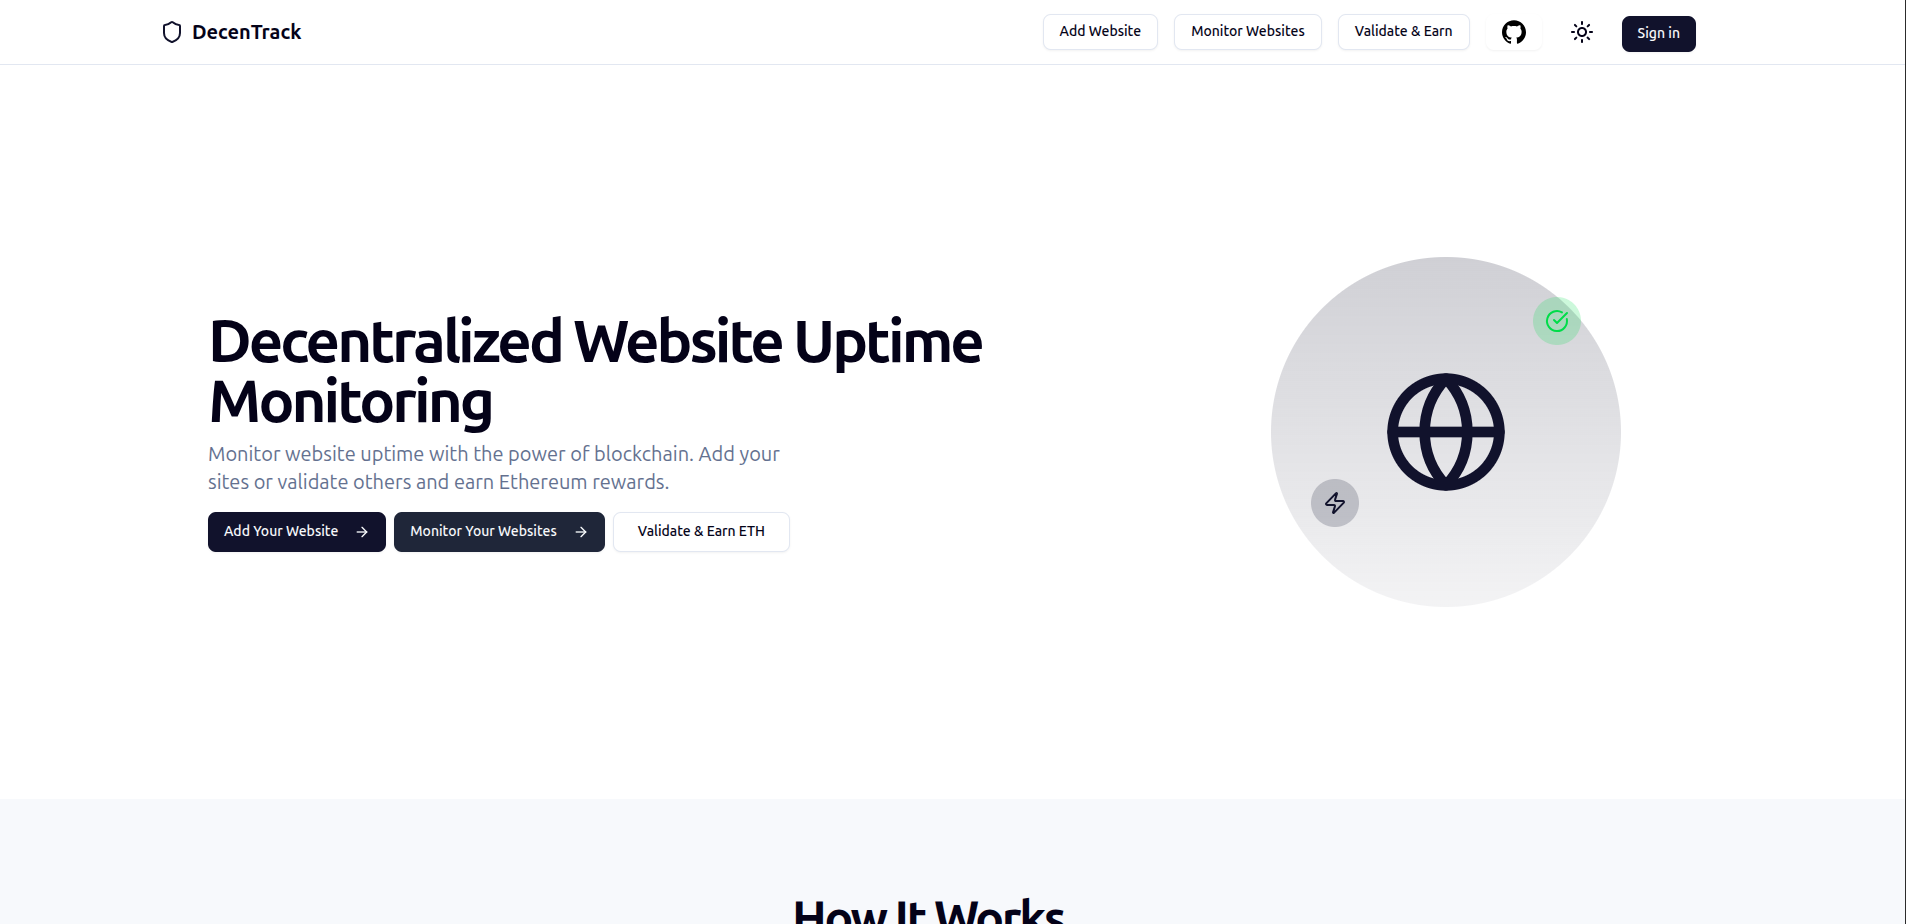 DecenTrack
Add Website
Monitor Websites
Validate & Earn
Sign in
Decentralized Website Uptime
Monitoring
Monitor website uptime with the power of blockchain. Add your
sites or validate others and earn Ethereum rewards.
Add Your Website
Monitor Your Websites
Validate & Earn ETH
How It Works